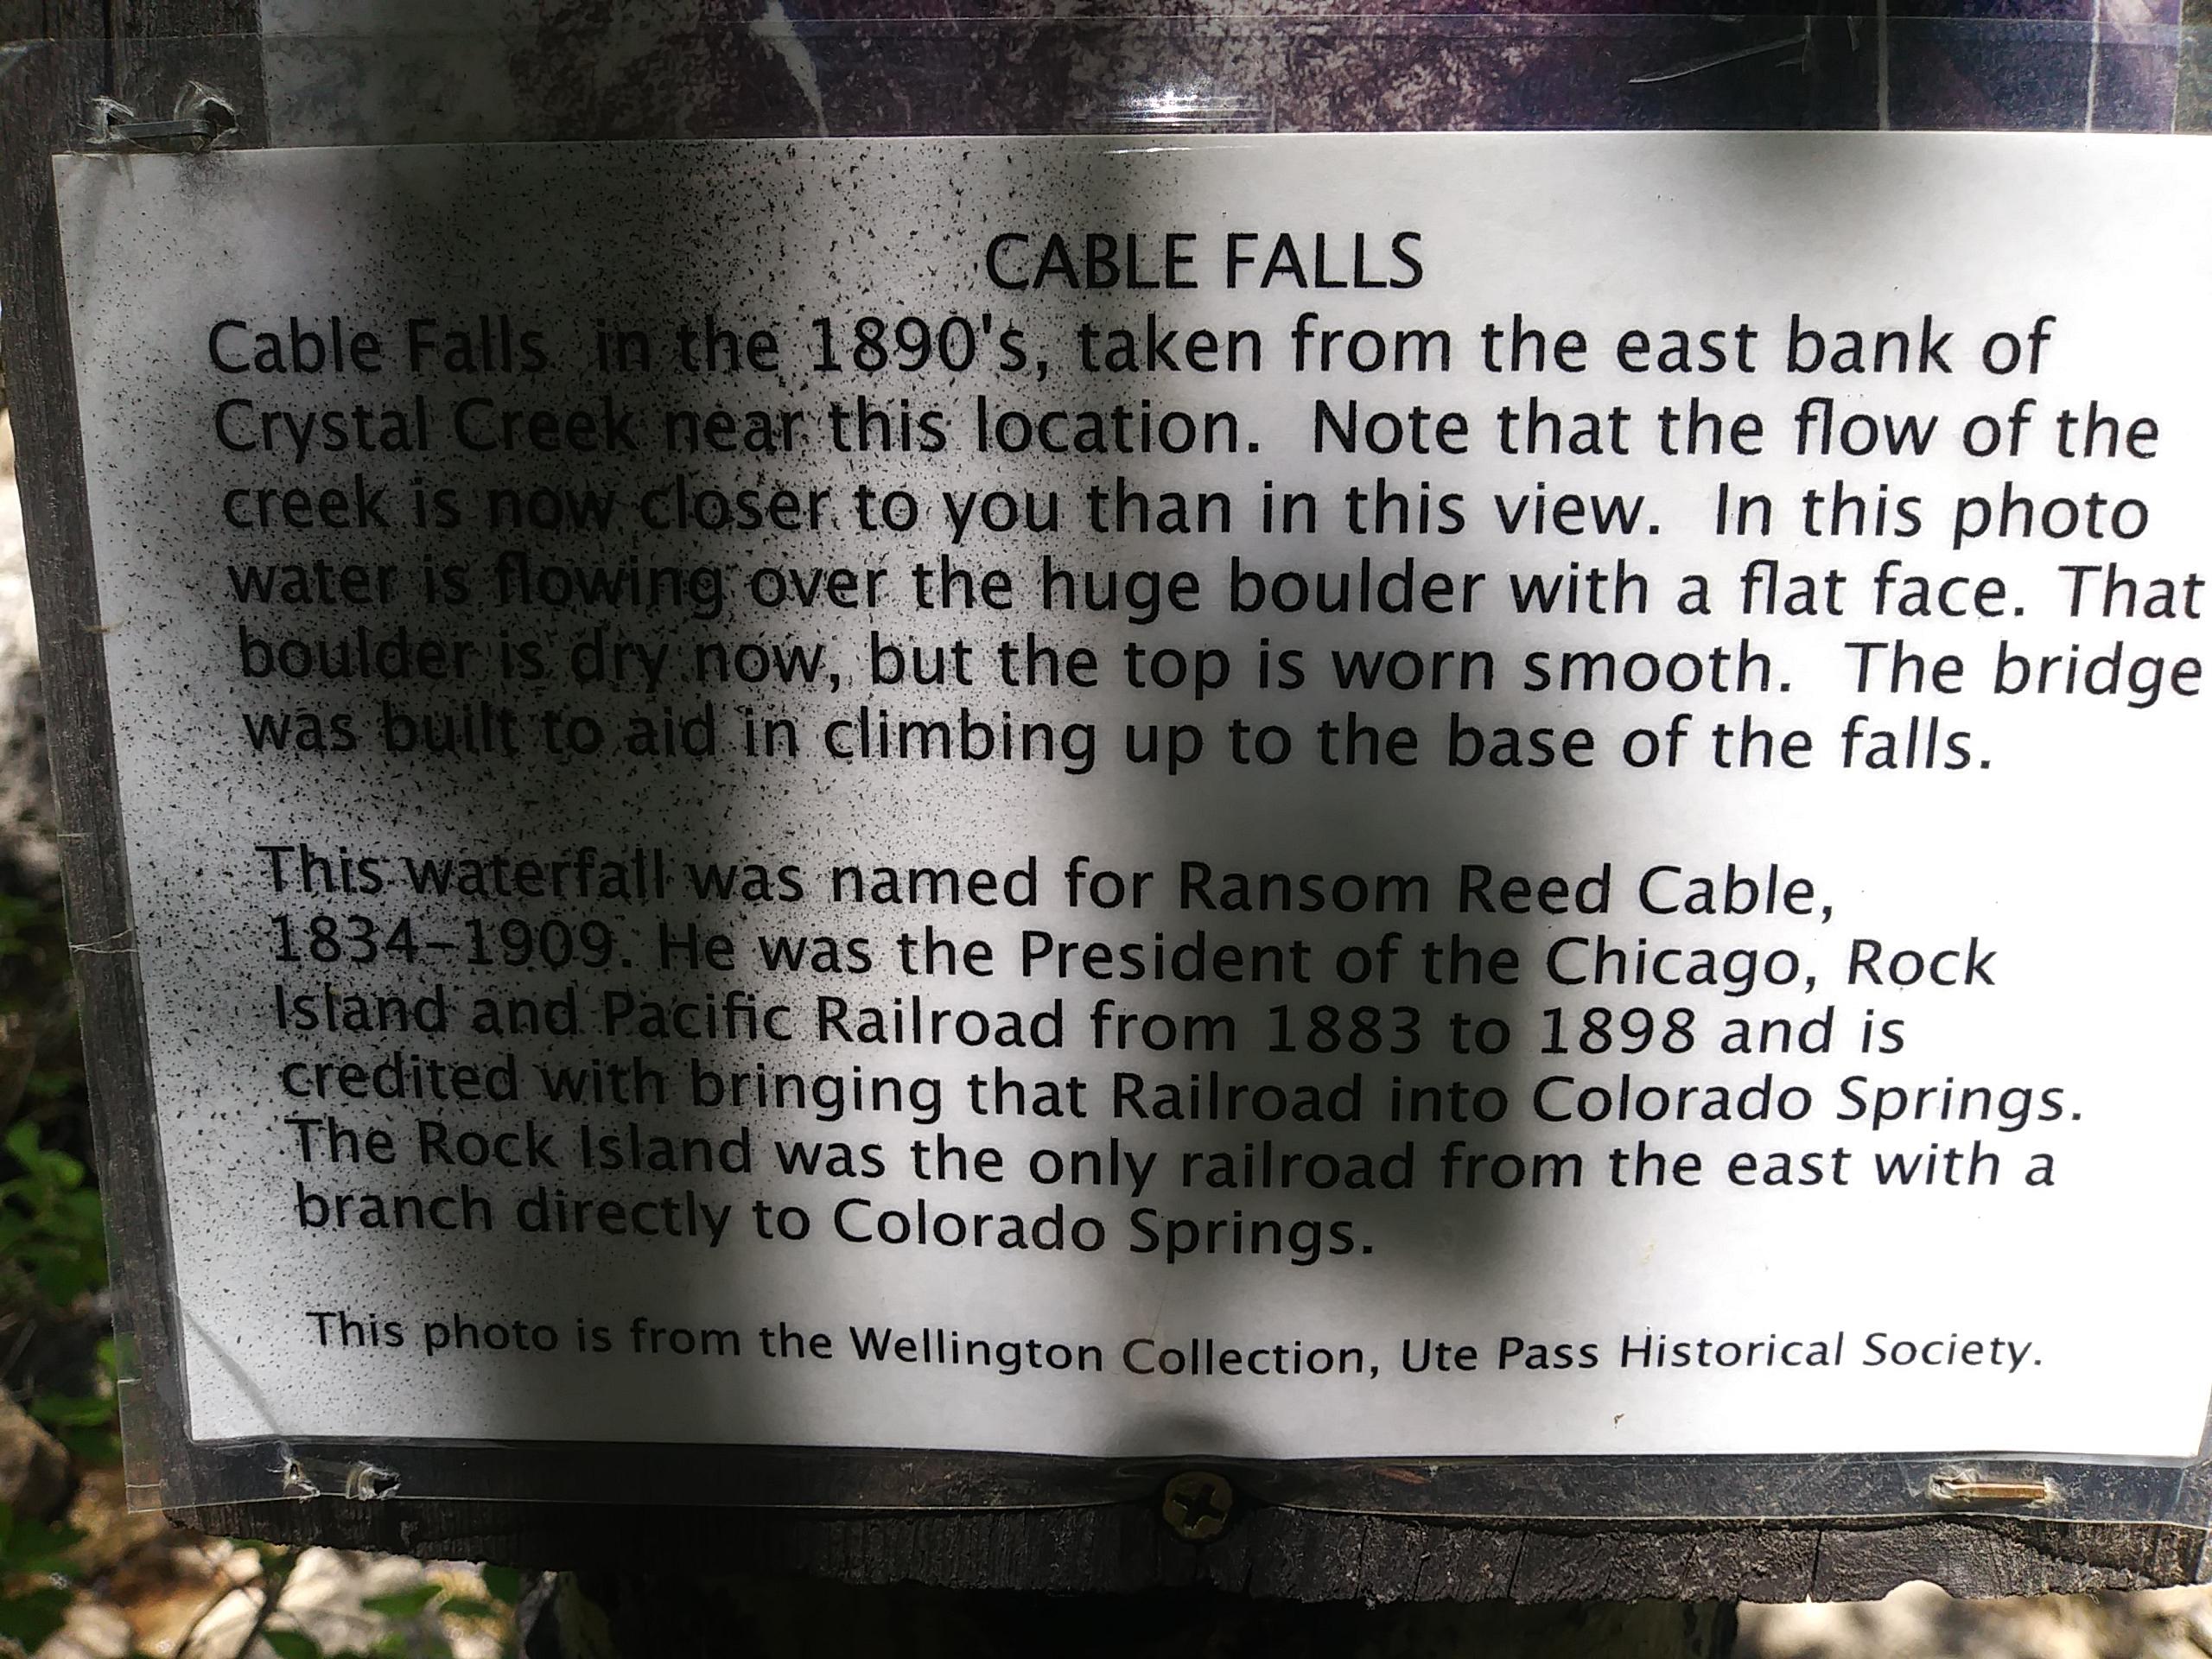 CABLE FALLS
Cable Falls in the 1890's, taken from the east bank of
Crystal Creek near this location. Note that the flow of the
creek is now closer to you than in this view. In this photo
water is flowing over the huge boulder with a flat face. That
boulder is dry now, but the top is worn smooth. The bridge
was built to aid in climbing up to the base of the falls.
This waterfall was named for Ransom Reed Cable,
1834-1909. He was the President of the Chicago, Rock
Island and Pacific Railroad from 1883 to 1898 and is
credited with bringing that Railroad into Colorado Springs.
The Rock Island was the only railroad from the east with a
branch directly to Colorado Springs.
This photo is from the Wellington Collection, Ute Pass Historical Society.